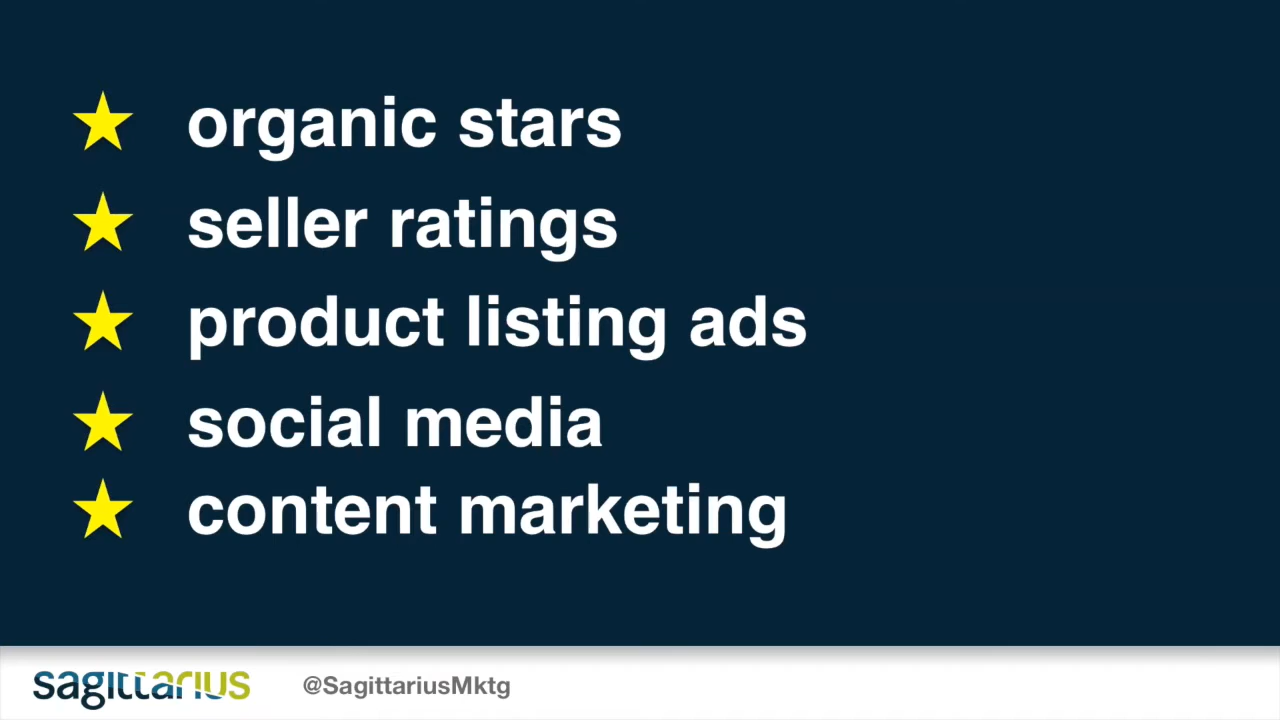 organic stars
seller ratings
product listing ads
social media
content marketing
sagittarius @SagittariusMktg